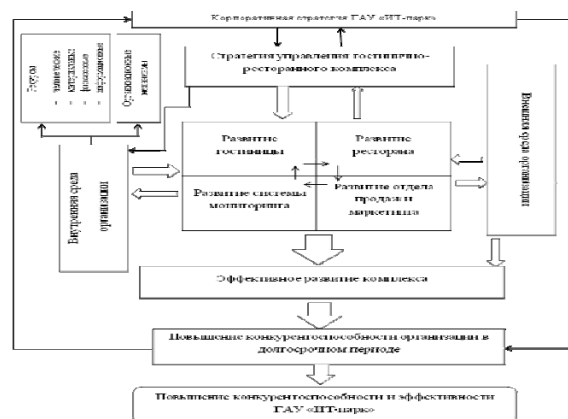 Корпоративная стратегия ГАУ «ИТ-парк»
Стратегия управления гостинично-
ресторанного комплекса
Развитие
гостиницы
Развитие
ресторана
Развитие системы
мониторинга
Развитие отдела
продаж и
маркетинга
Внутренняя среда
организации
Внешняя среда организации
Эффективное развитие комплекса
Повышение конкурентоспособности организации в
долгосрочном периоде
Повышение конкурентоспособности и эффективности
ГАУ «ИТ-парк»